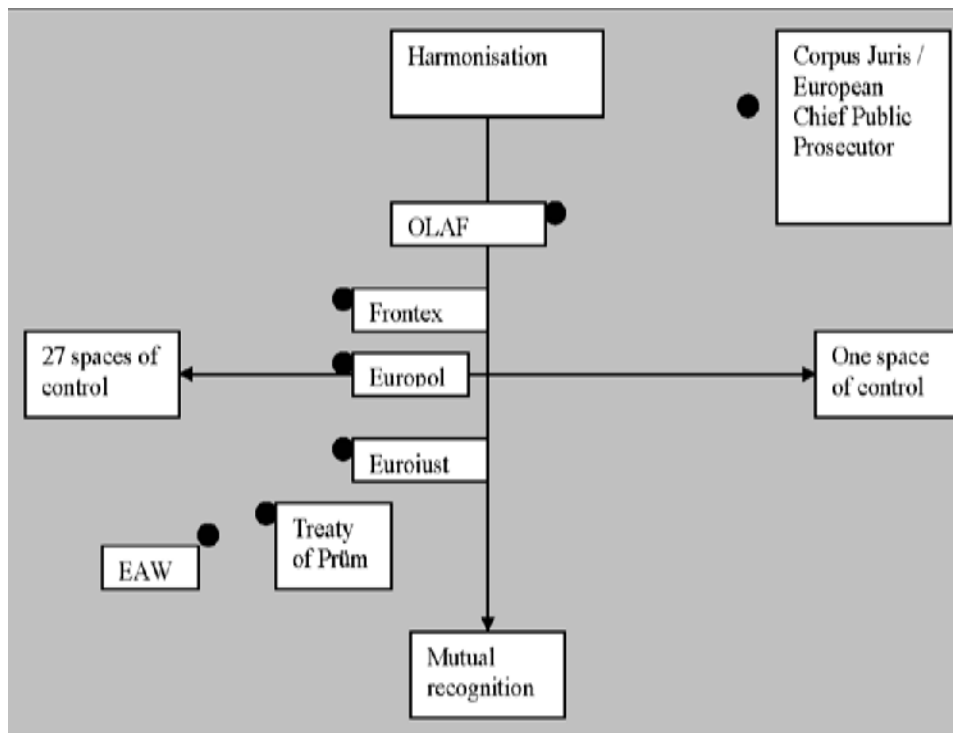 Harmonisation
Corpus Juris /
European
Chief Public
Prosecutor
OLAF
Frontex
27 spaces of
control
Europol
One space
of control
Eurojust
Treaty
of Prüm
EAW
Mutual
recognition